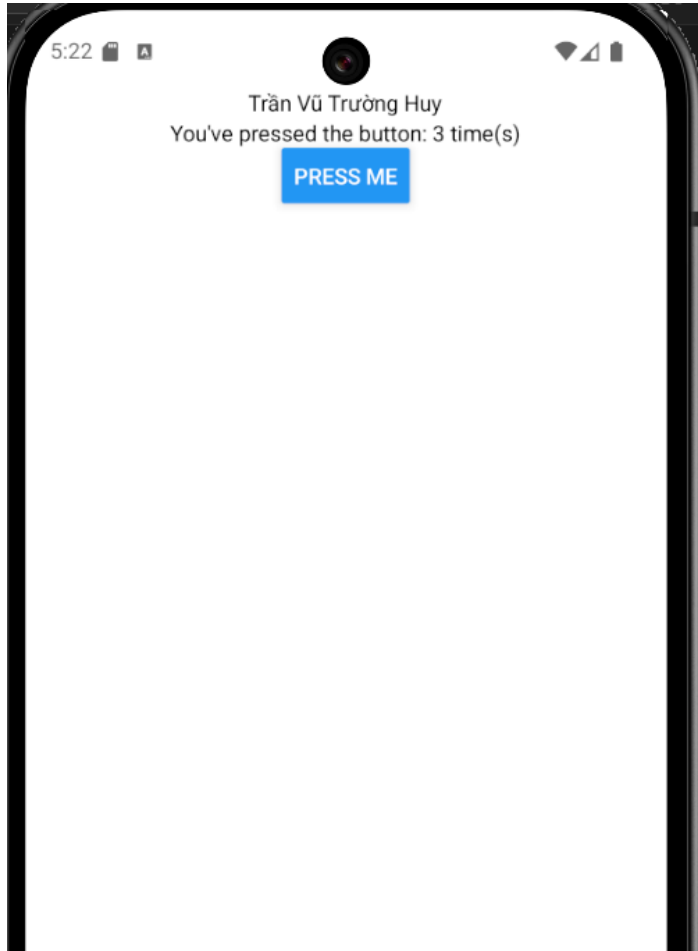 5:22
Trần Vũ Trường Huy
You've pressed the button: 3 time(s)
PRESS ME